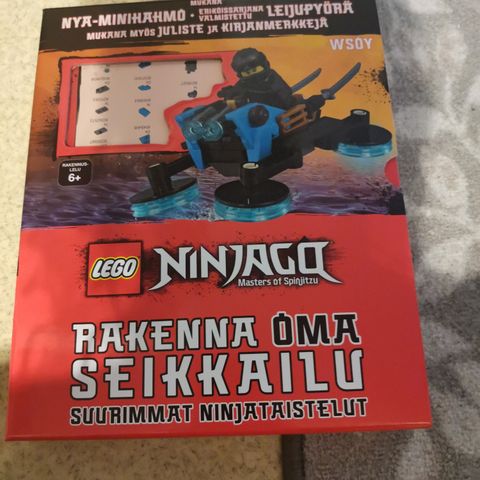 MUKANA
NYA-MINIHAHMO • ERIKOISSARJANA VALMISTETTU LEIJUPYÖRÄ
MUKANA MYÖS JULISTE JA KIRJANMERKKEJÄ
WSOY
RAKENNUS-
LELU
6+
LEGO NINJAGO
Masters of Spinjitzu
RAKENNA OMA
SEIKKAILU
SUURIMMAT NINJATAISTELUT